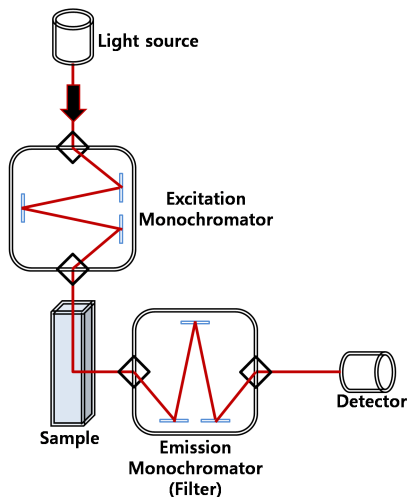 Light source
Excitation
Monochromator
Sample
Emission
Monochromator
(Filter)
Detector